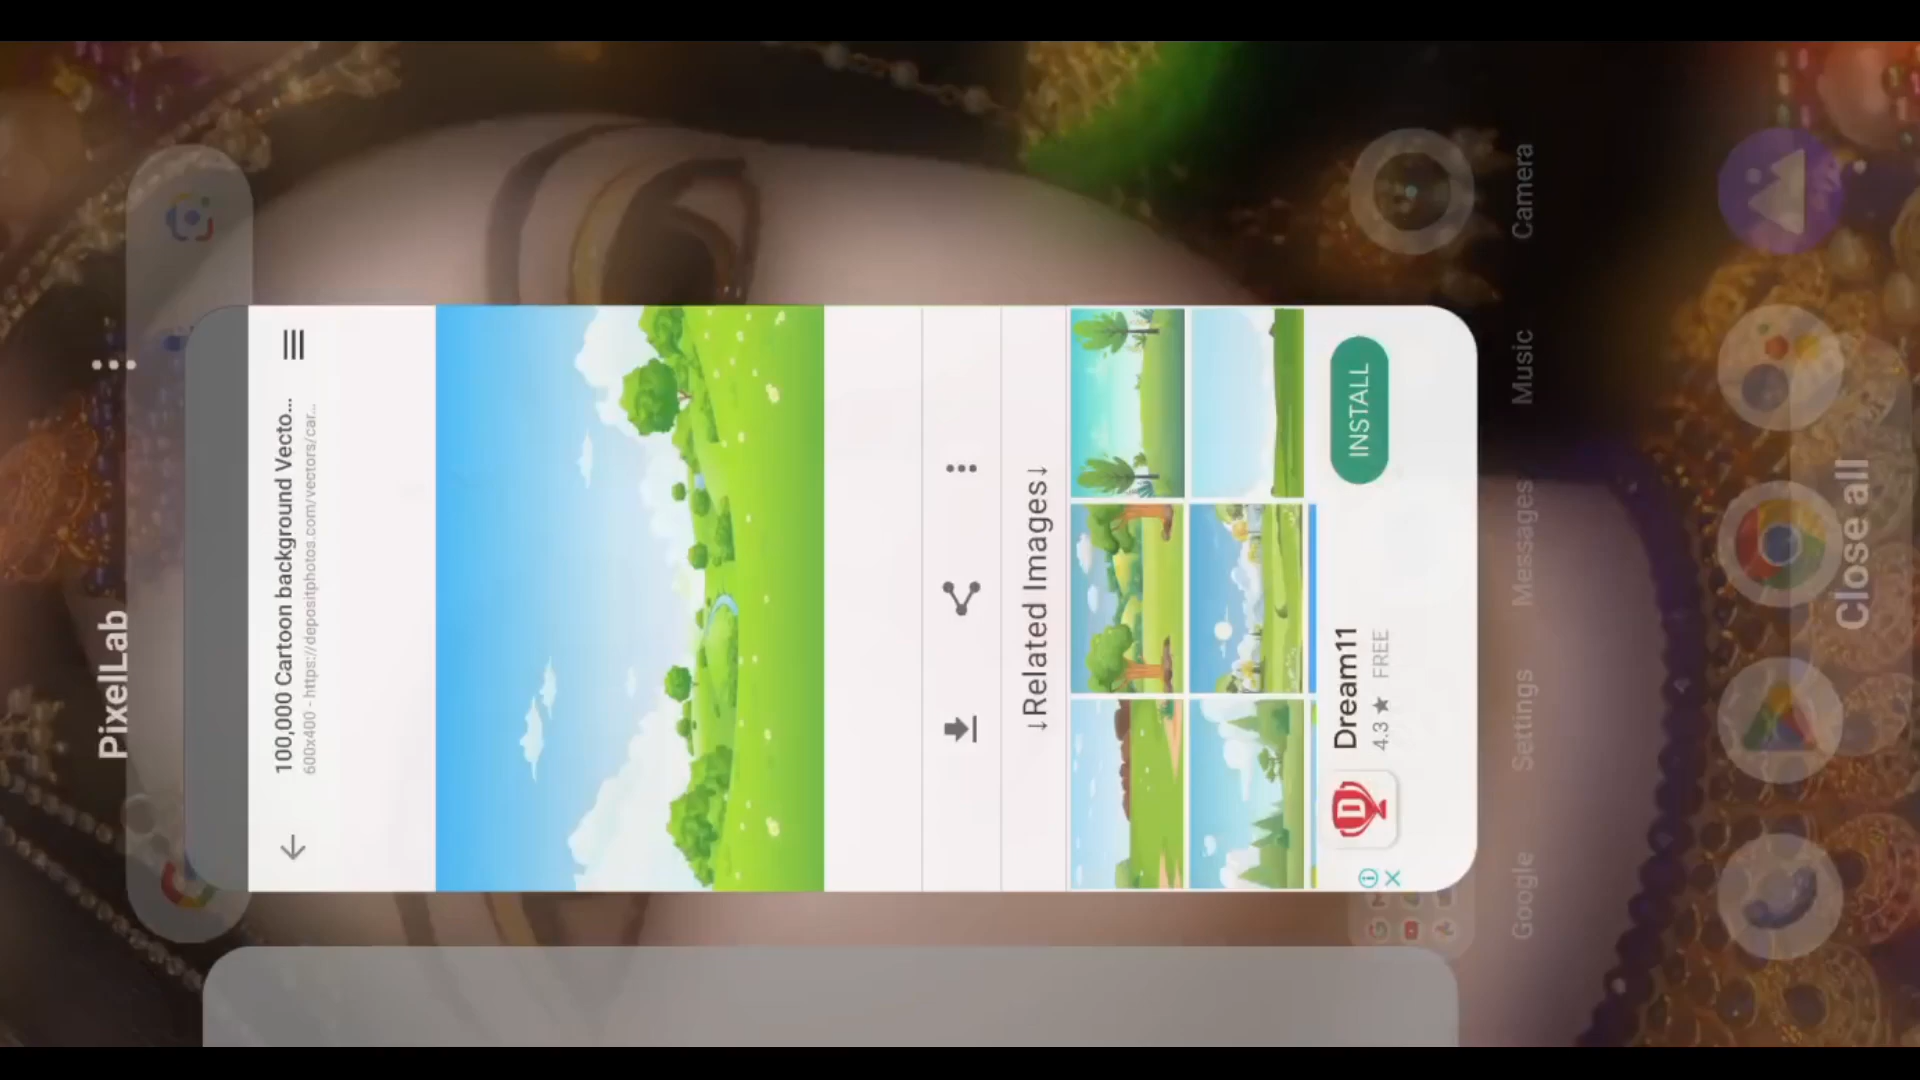 PixelLab
100,000 Cartoon background Vecto...
600x400 - https://depositphotos.com/vectors/car...
↓Related Images↓
Dream11
4.3 ★ FREE
INSTALL
Google
Settings
Messages
Music
Camera
Close all